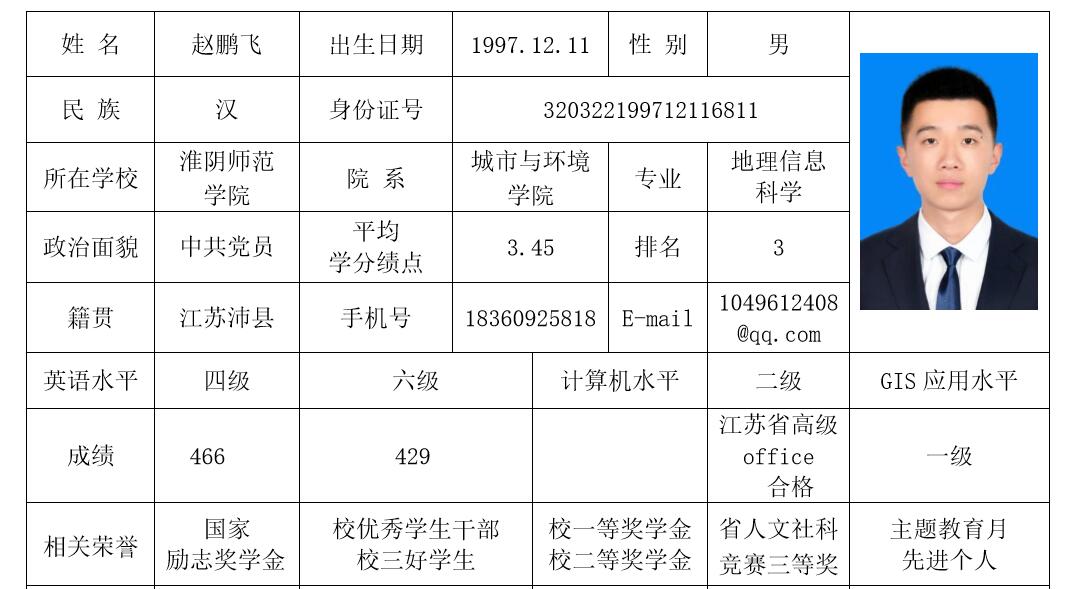 姓 名 赵鹏飞 出生日期 1997.12.11 性 别 男
民 族 汉 身份证号 320322199712116811
所在学校 淮阴师范学院 院 系 城市与环境学院 专业 地理信息科学
政治面貌 中共党员 平均学分绩点 3.45 排名 3
籍贯 江苏沛县 手机号 18360925818 E-mail 1049612408@qq.com
英语水平 四级 六级 计算机水平 二级 GIS 应用水平
成绩 466 429 江苏省高级office合格 一级
相关荣誉 国家励志奖学金 校优秀学生干部 校三好学生 校一等奖学金 校二等奖学金 省人文社科竞赛三等奖 主题教育月先进个人